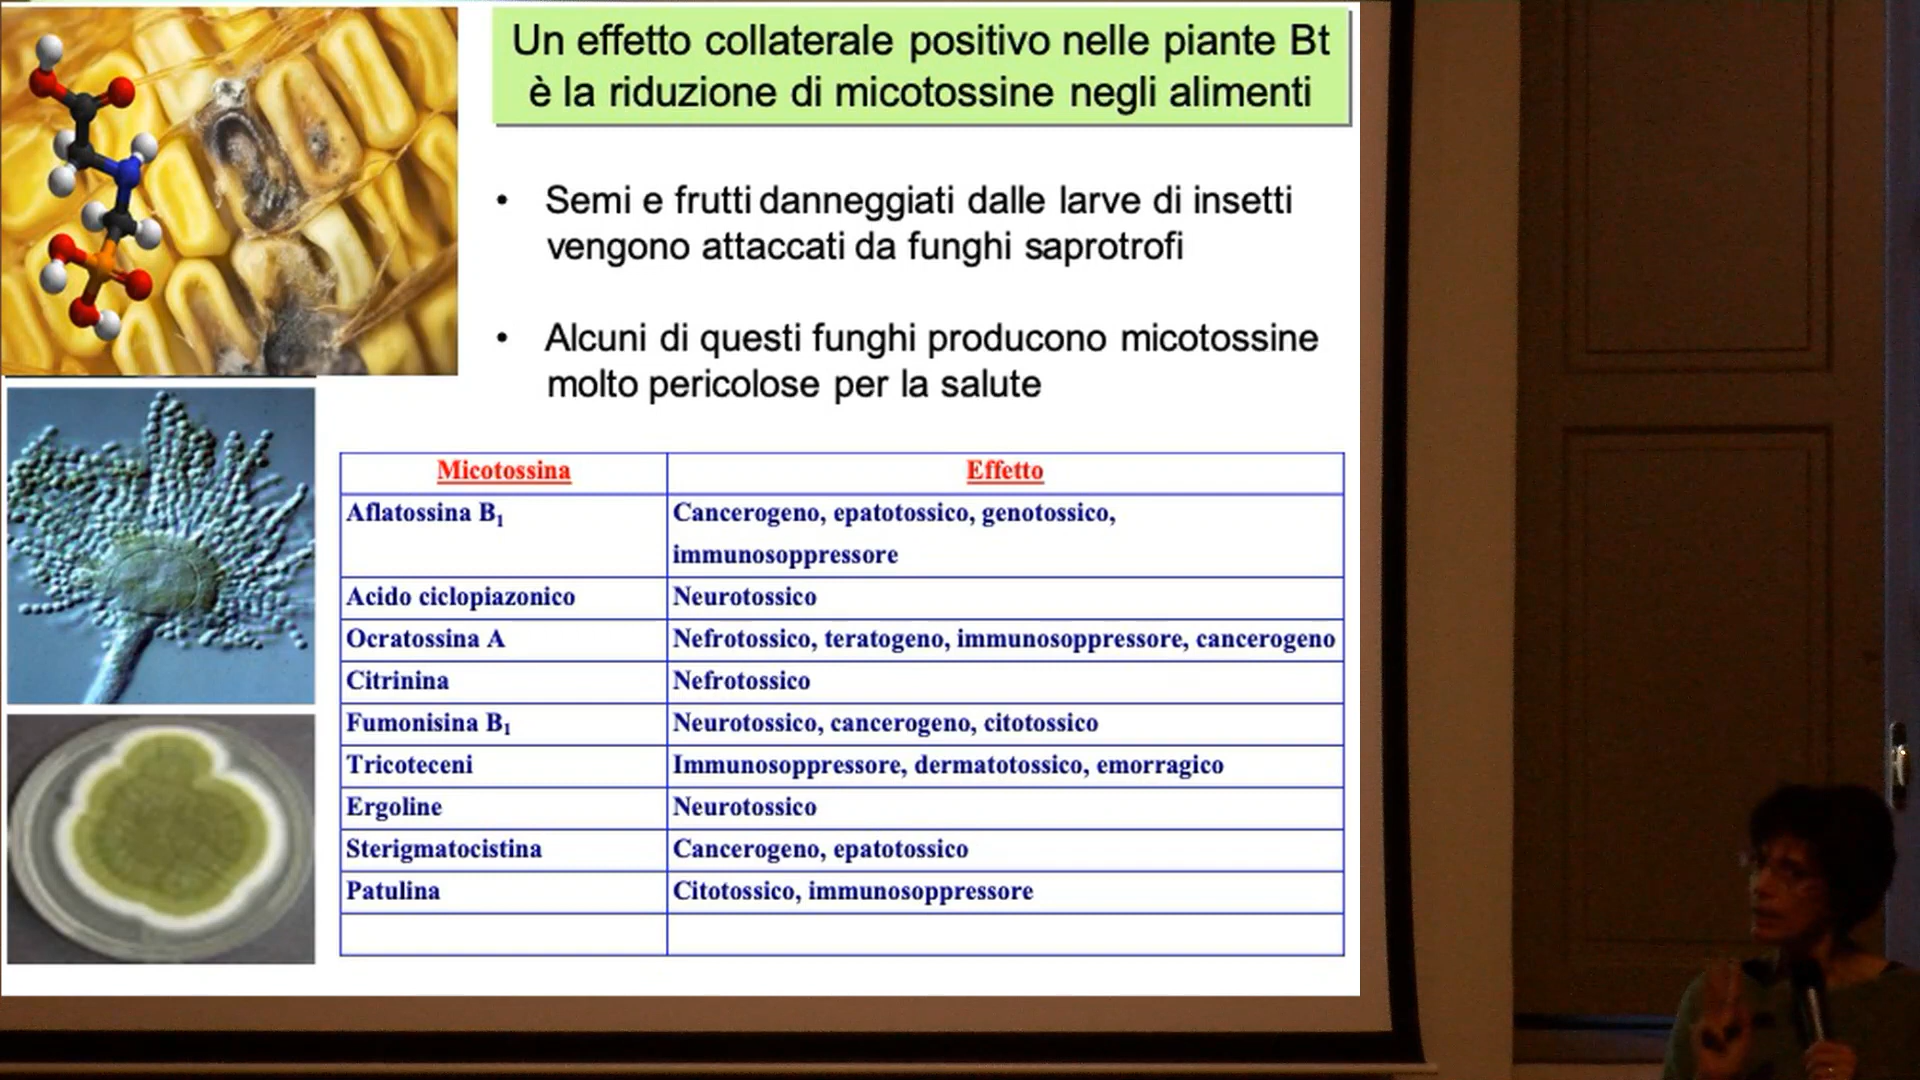 Un effetto collaterale positivo nelle piante Bt
è la riduzione di micotossine negli alimenti
• Semi e frutti danneggiati dalle larve di insetti
vengono attaccati da funghi saprotrofi
• Alcuni di questi funghi producono micotossine
molto pericolose per la salute
Micotossina Effetto
Aflatossina B₁ Cancerogeno, epatotossico, genotossico,
immunosoppressore
Acido ciclopiazonico Neurotossico
Ocratossina A Nefrotossico, teratogeno, immunosoppressore, cancerogeno
Citrinina Nefrotossico
Fumonisina B₁ Neurotossico, cancerogeno, citotossico
Tricoteceni Immunosoppressore, dermatotossico, emorragico
Ergoline Neurotossico
Sterigmatocistina Cancerogeno, epatotossico
Patulina Citotossico, immunosoppressore